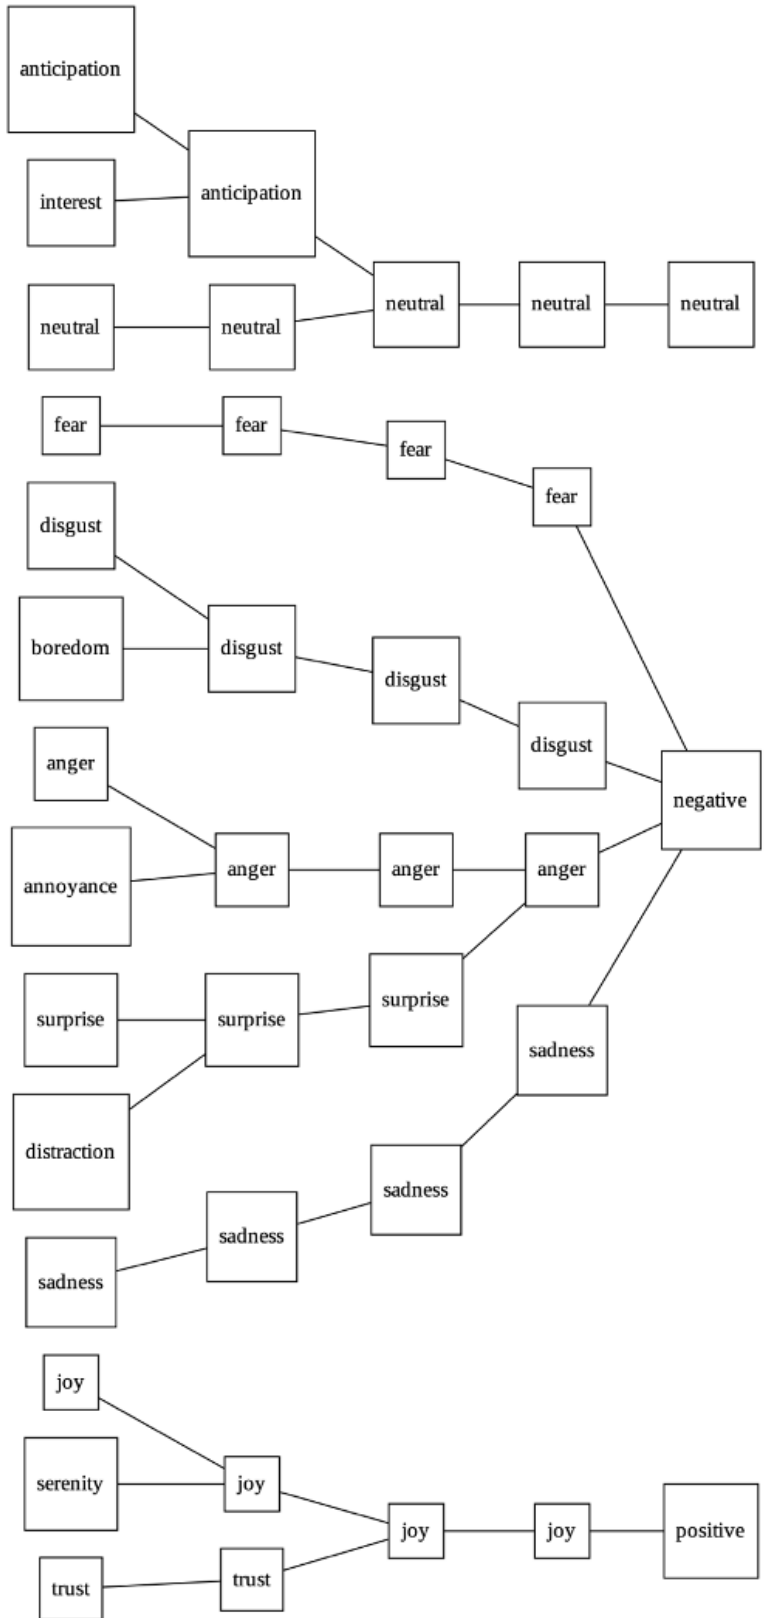 anticipation
interest
anticipation
neutral
neutral
neutral
neutral
neutral
fear
fear
fear
fear
disgust
boredom
disgust
disgust
disgust
negative
anger
annoyance
anger
anger
anger
surprise
surprise
surprise
distraction
sadness
sadness
sadness
sadness
joy
serenity
joy
joy
joy
positive
trust
trust